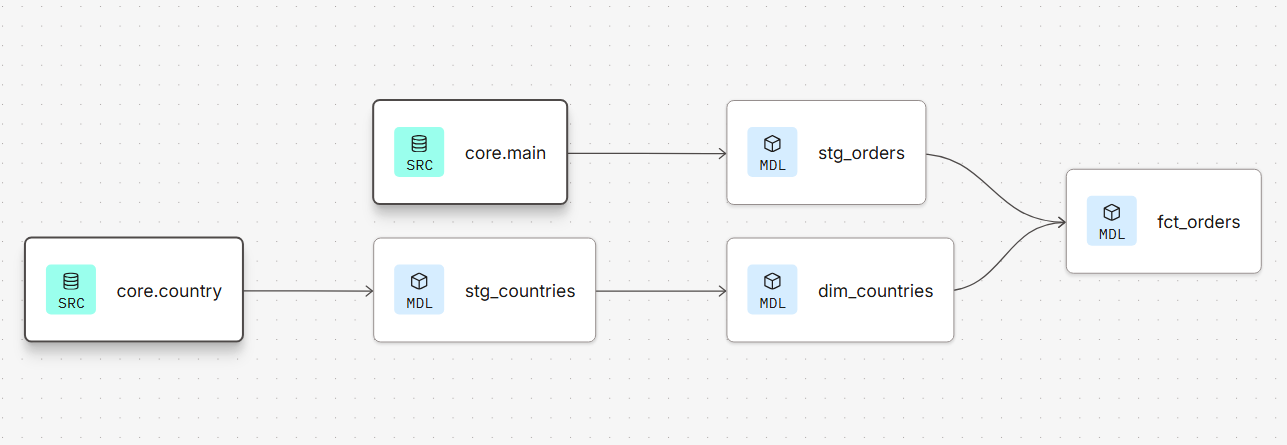 SRC
core.main
MDL
stg_orders
MDL
fct_orders
SRC
core.country
MDL
stg_countries
MDL
dim_countries